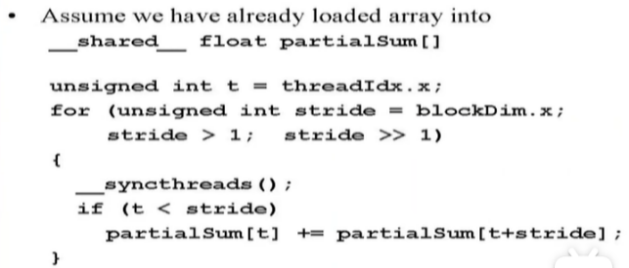 • Assume we have already loaded array into
__shared__ float partialSum[]
unsigned int t = threadIdx.x;
for (unsigned int stride = blockDim.x;
stride > 1; stride >> 1)
{
__syncthreads();
if (t < stride)
partialSum[t] += partialSum[t+stride];
}